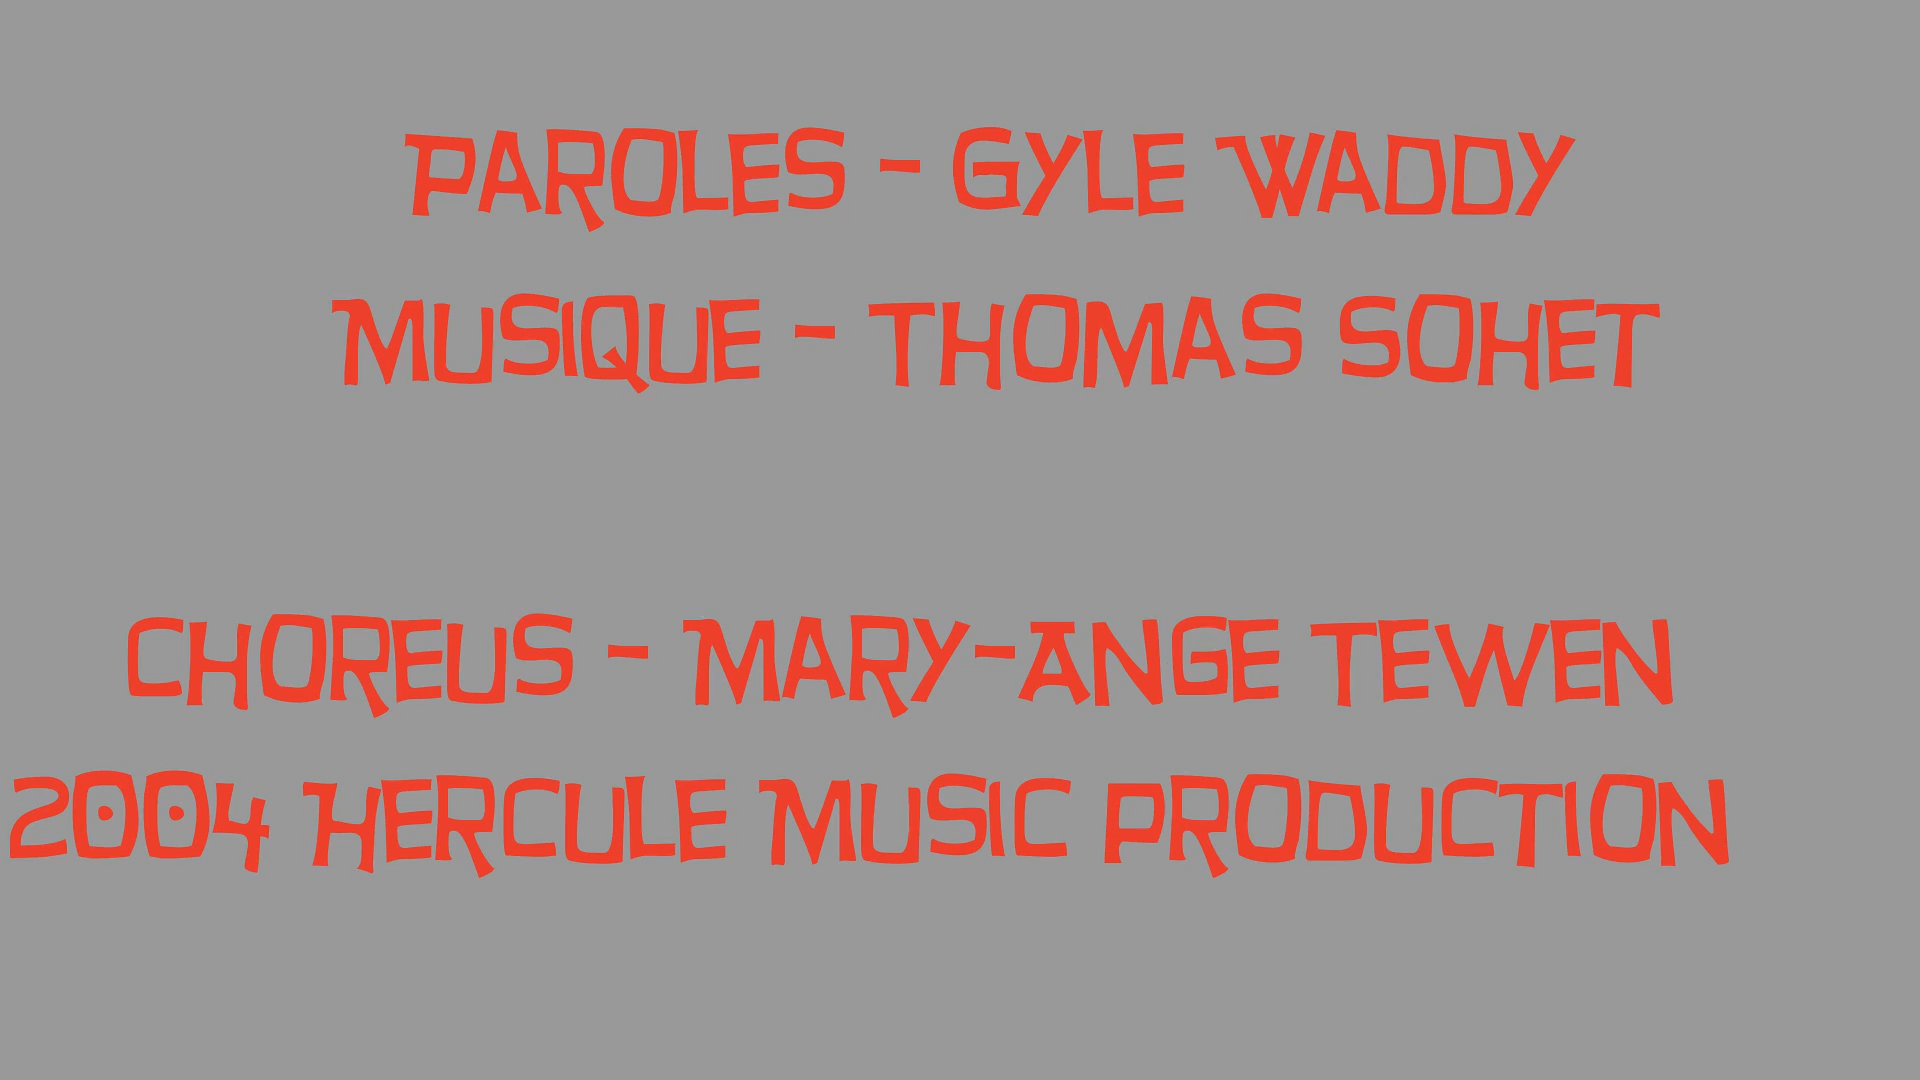 PAROLES - GYLE WADDY
MUSIQUE - THOMAS SOHET
CHOREUS - MARY-ANGE TEWEN
2004 HERCULE MUSIC PRODUCTION